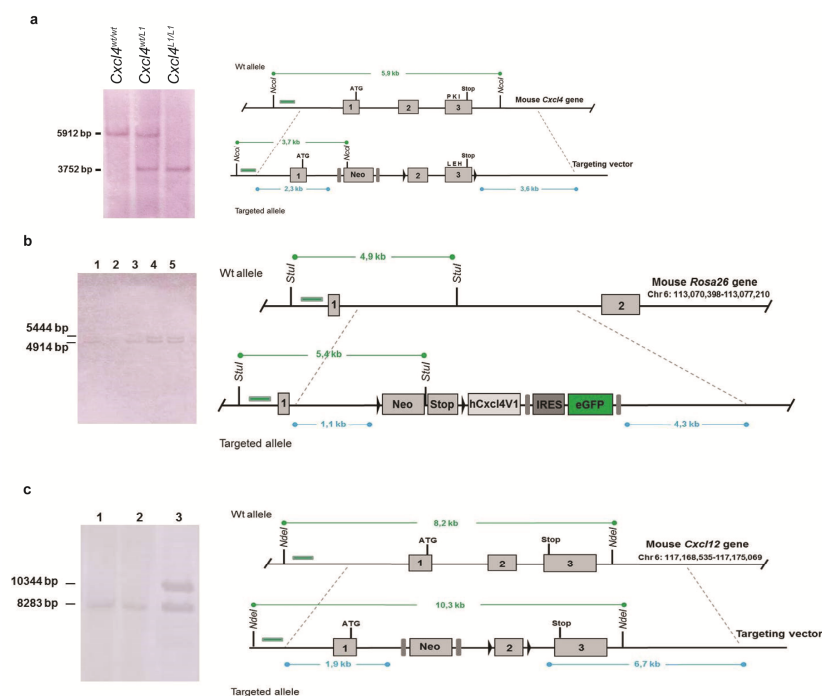 a
Cxcl4wt/wt
Cxcl4wt/L1
Cxcl4L1/L1
5912 bp
3752 bp
Wt allele
5,9 kb
NcoI
NcoI
ATG
Stop
P K I
1
2
3
Mouse Cxcl4 gene
3,7 kb
NcoI
NcoI
ATG
Stop
L E H
1
Neo
2
3
Targeting vector
2,3 kb
3,6 kb
Targeted allele
b
1 2 3 4 5
5444 bp
4914 bp
Wt allele
4,9 kb
StuI
StuI
1
2
Mouse Rosa26 gene
Chr 6: 113,070,398-113,077,210
5,4 kb
StuI
StuI
1
Neo
Stop
hCxcl4V1
IRES
eGFP
1,1 kb
4,3 kb
Targeted allele
c
1 2 3
10344 bp
8283 bp
Wt allele
8,2 kb
NdeI
NdeI
ATG
Stop
1
2
3
Mouse Cxcl12 gene
Chr 6: 117,168,535-117,175,069
10,3 kb
NdeI
NdeI
ATG
Stop
1
Neo
2
3
Targeting vector
1,9 kb
6,7 kb
Targeted allele